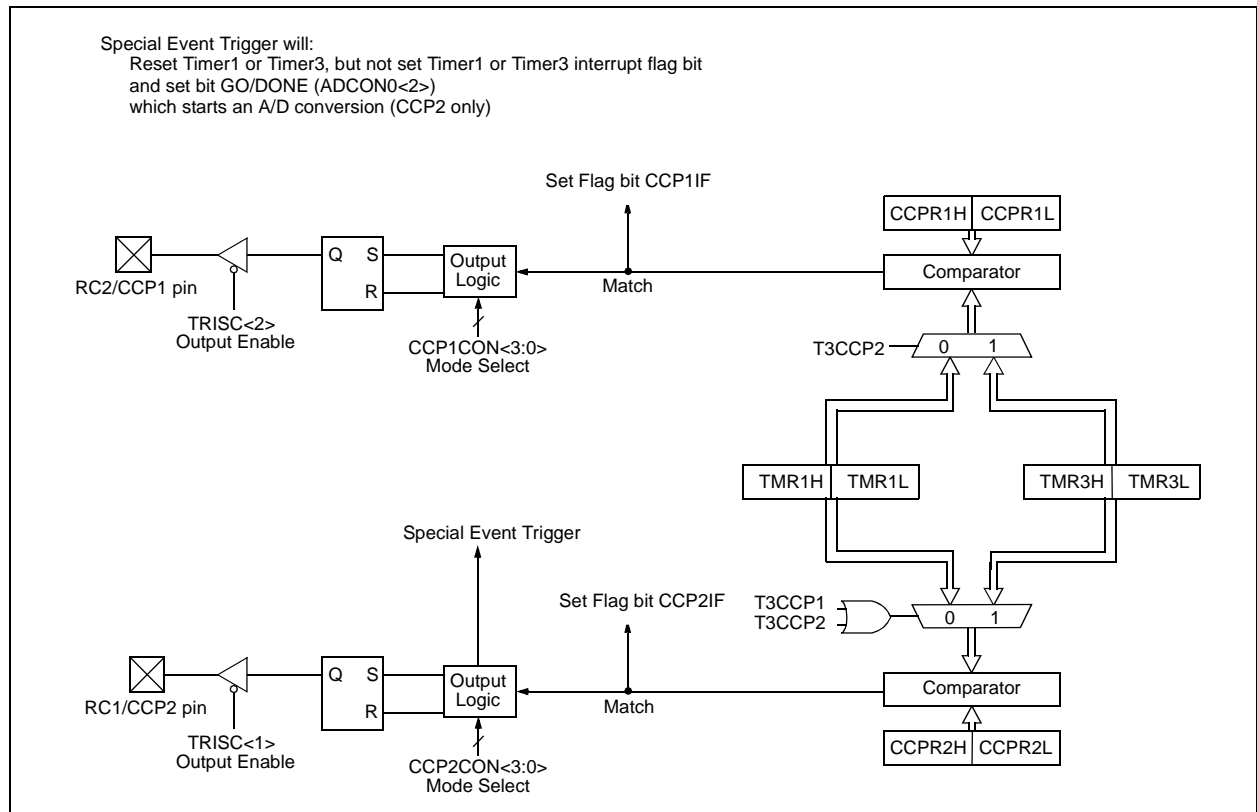 Special Event Trigger will:
Reset Timer1 or Timer3, but not set Timer1 or Timer3 interrupt flag bit
and set bit GO/DONE (ADCON0<2>)
which starts an A/D conversion (CCP2 only)
Set Flag bit CCP1IF
CCPR1H CCPR1L
Q S
R
Output
Logic
Comparator
RC2/CCP1 pin
Match
TRISC<2>
Output Enable
CCP1CON<3:0>
Mode Select
T3CCP2
0 1
TMR1H TMR1L
TMR3H TMR3L
Special Event Trigger
Set Flag bit CCP2IF
T3CCP1
T3CCP2
0 1
Q S
R
Output
Logic
Comparator
RC1/CCP2 pin
Match
TRISC<1>
Output Enable
CCP2CON<3:0>
Mode Select
CCPR2H CCPR2L